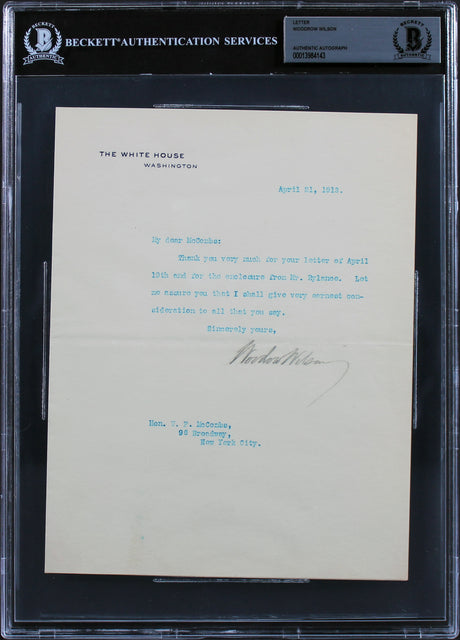 BECKETT AUTHENTICATION SERVICES
LETTER
WOODROW WILSON
AUTHENTIC AUTOGRAPH
00013984143
THE WHITE HOUSE
WASHINGTON
April 21, 1913.
My dear McCombs:
Thank you very much for your letter of April
19th and for the enclosure from Mr. Rylance. Let
me assure you that I shall give very earnest con-
sideration to all that you say.
Sincerely yours,
Woodrow Wilson
Hon. W. F. McCombs,
96 Broadway,
New York City.